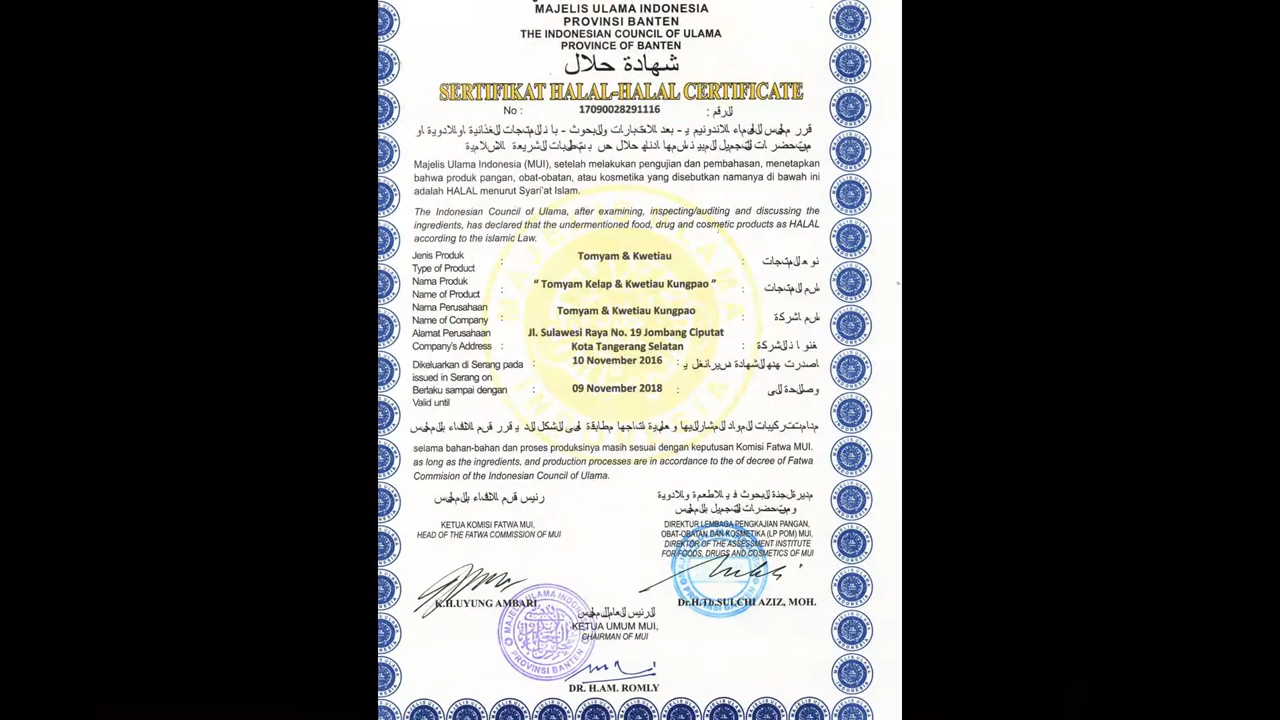 MAJELIS ULAMA INDONESIA
PROVINSI BANTEN
THE INDONESIAN COUNCIL OF ULAMA
PROVINCE OF BANTEN
شهادة حلال
SERTIFIKAT HALAL-HALAL CERTIFICATE
No : 17090028291116 : الرقم
Majelis Ulama Indonesia (MUI), setelah melakukan pengujian dan pembahasan, menetapkan
bahwa produk pangan, obat-obatan, atau kosmetika yang disebutkan namanya di bawah ini
adalah HALAL menurut Syari'at Islam.
The Indonesian Council of Ulama, after examining, inspecting/auditing and discussing the
ingredients, has declared that the undermentioned food, drug and cosmetic products as HALAL
according to the islamic Law.
Jenis Produk
Type of Product : Tomyam & Kwetiau :
Nama Produk
Name of Product : “ Tomyam Kelap & Kwetiau Kungpao ” :
Nama Perusahaan
Name of Company : Tomyam & Kwetiau Kungpao :
Alamat Perusahaan Jl. Sulawesi Raya No. 19 Jombang Ciputat
Company's Address : Kota Tangerang Selatan :
Dikeluarkan di Serang pada : 10 November 2016 :
issued in Serang on
Berlaku sampai dengan : 09 November 2018 :
Valid until
selama bahan-bahan dan proses produksinya masih sesuai dengan keputusan Komisi Fatwa MUI.
as long as the ingredients, and production processes are in accordance to the of decree of Fatwa
Commision of the Indonesian Council of Ulama.
KETUA KOMISI FATWA MUI,
HEAD OF THE FATWA COMMISSION OF MUI
DIREKTUR LEMBAGA PENGKAJIAN PANGAN,
OBAT-OBATAN DAN KOSMETIKA (LP POM) MUI,
DIREKTOR OF THE ASSESSMENT INSTITUTE
FOR FOODS, DRUGS AND COSMETICS OF MUI
K.H.UYUNG AMBARI,
Dr.H.Tb.SUCHI AZIZ, MOH.
KETUA UMUM MUI,
CHAIRMAN OF MUI
DR. H.AM. ROMLY
MAJELIS ULAMA INDONESIA
PROVINSI BANTEN